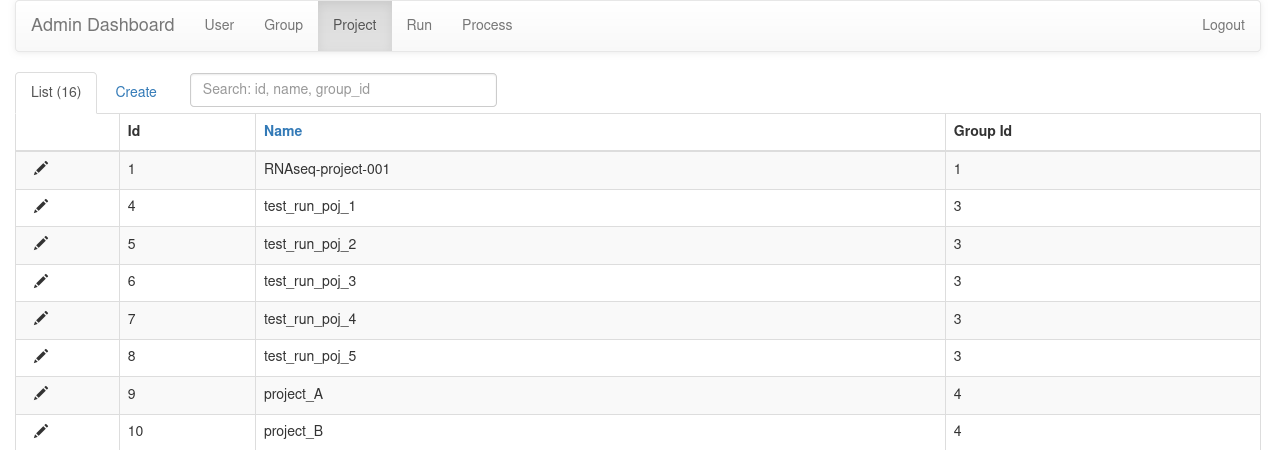 Admin Dashboard User Group Project Run Process Logout
List (16) Create Search: id, name, group_id
Id Name Group Id
1 RNAseq-project-001 1
4 test_run_poj_1 3
5 test_run_poj_2 3
6 test_run_poj_3 3
7 test_run_poj_4 3
8 test_run_poj_5 3
9 project_A 4
10 project_B 4